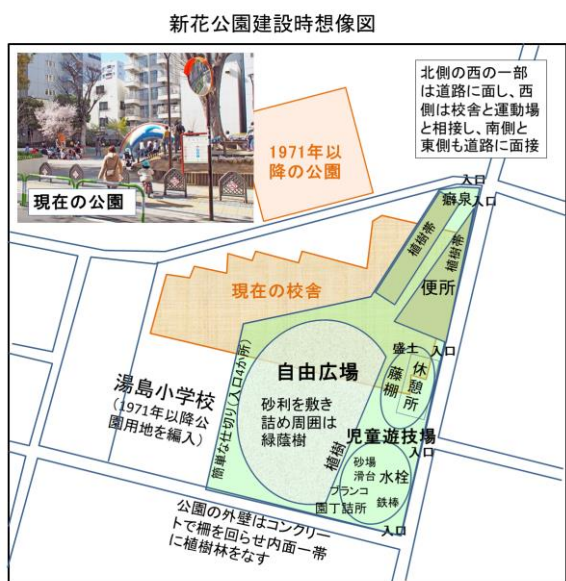 新花公園建設時想像図
北側の西の一部
は道路に面し、西
側は校舎と運動場
と相接し、南側と
東側も道路に面接
1971年以
降の公園
現在の公園
入口
癖泉
入口
植樹帯
植樹帯
便所
現在の校舎
入口
盛土
藤棚
休憩所
自由広場
砂利を敷き
詰め周囲は
緑蔭樹
簡単な仕切り(入口4か所)
湯島小学校
(1971年以降公
園用地を編入)
植樹
児童遊技場
入口
砂場
滑台
水栓
ブランコ
鉄棒
園丁詰所
入口
公園の外壁はコンクリー
トで柵を回らせ内面一帯
に植樹林をなす